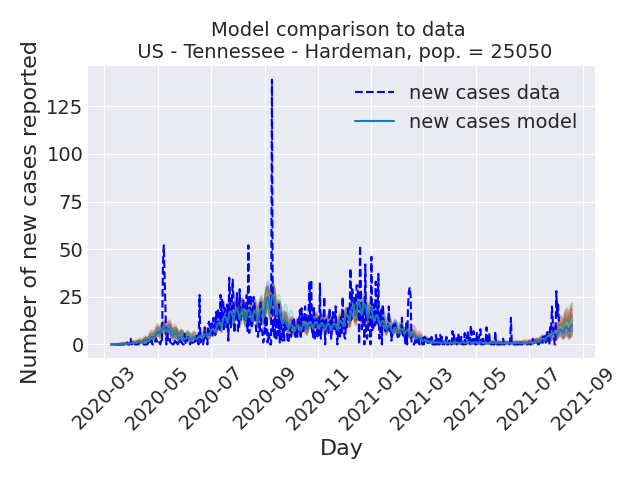 Model comparison to data
US - Tennessee - Hardeman, pop. = 25050
Number of new cases reported
125
100
75
50
25
0
new cases data
new cases model
2020-03
2020-05
2020-07
2020-09
2020-11
2021-01
2021-03
2021-05
2021-07
2021-09
Day